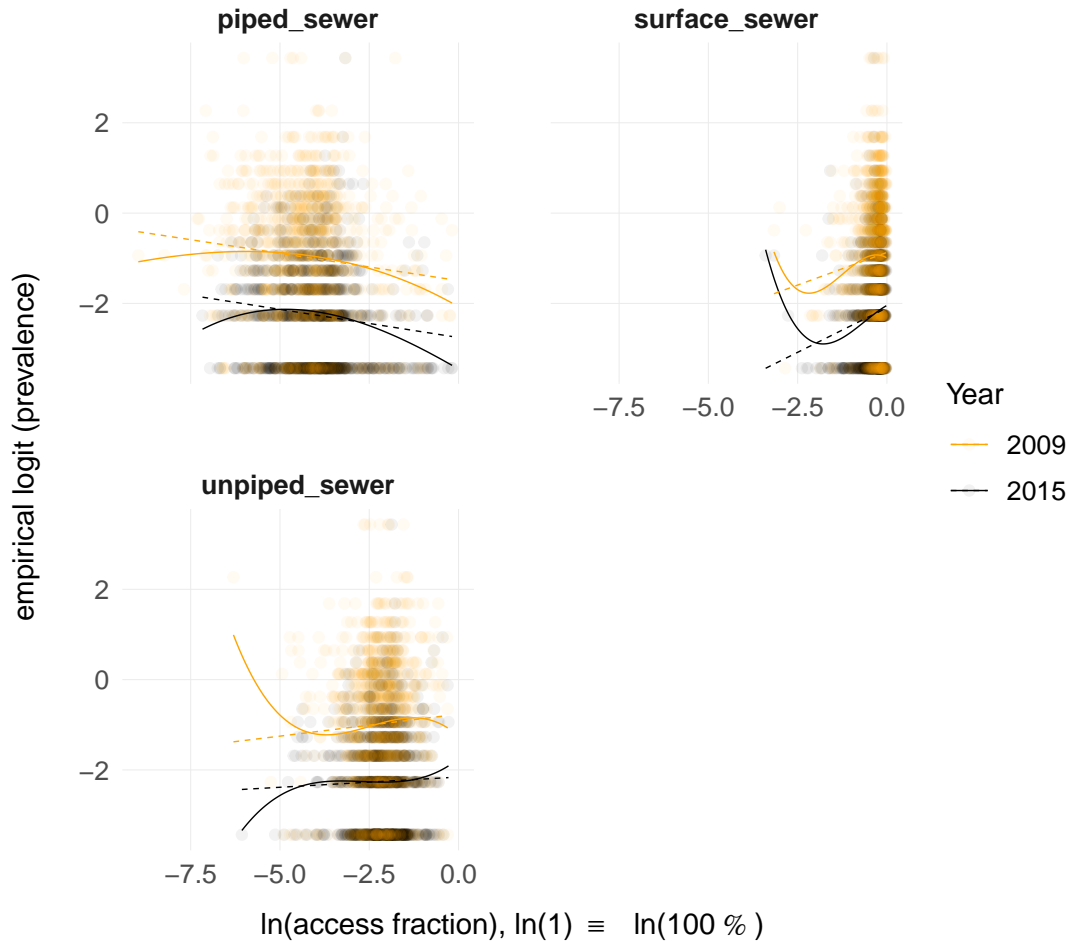 piped_sewer
surface_sewer
2
0
−2
−7.5 −5.0 −2.5 0.0
Year
2009
2015
unpiped_sewer
2
0
−2
−7.5 −5.0 −2.5 0.0
empirical logit (prevalence)
ln(access fraction), ln(1) ≡ ln(100 % )